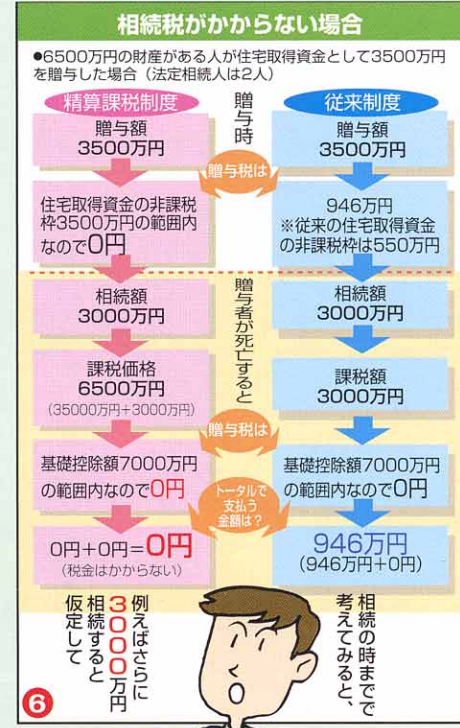 相続税がかからない場合
●6500万円の財産がある人が住宅取得資金として3500万円
を贈与した場合（法定相続人は2人）
精算課税制度
贈与額
3500万円
住宅取得資金の非課税
枠3500万円の範囲内
なので0円
相続額
3000万円
課税価格
6500万円
(35000万円+3000万円)
基礎控除額7000万円
の範囲内なので0円
0円+0円=0円
(税金はかからない)
贈与時
贈与税は
贈与者が死亡すると
贈与税は
トータルで
支払う
金額は？
従来制度
贈与額
3500万円
946万円
※従来の住宅取得資金
の非課税枠は550万円
相続額
3000万円
課税額
3000万円
基礎控除額7000万円
の範囲内なので0円
946万円
(946万円+0円)
相続の時までで
考えてみると、
例えばさらに
3000万円
相続すると
仮定して
6